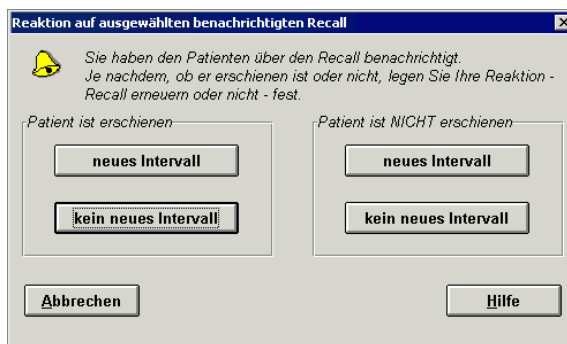 Reaktion auf ausgewählten benachrichtigten Recall
Sie haben den Patienten über den Recall benachrichtigt.
Je nachdem, ob er erschienen ist oder nicht, legen Sie Ihre Reaktion -
Recall erneuern oder nicht - fest.
Patient ist erschienen
neues Intervall
kein neues Intervall
Patient ist NICHT erschienen
neues Intervall
kein neues Intervall
Abbrechen
Hilfe